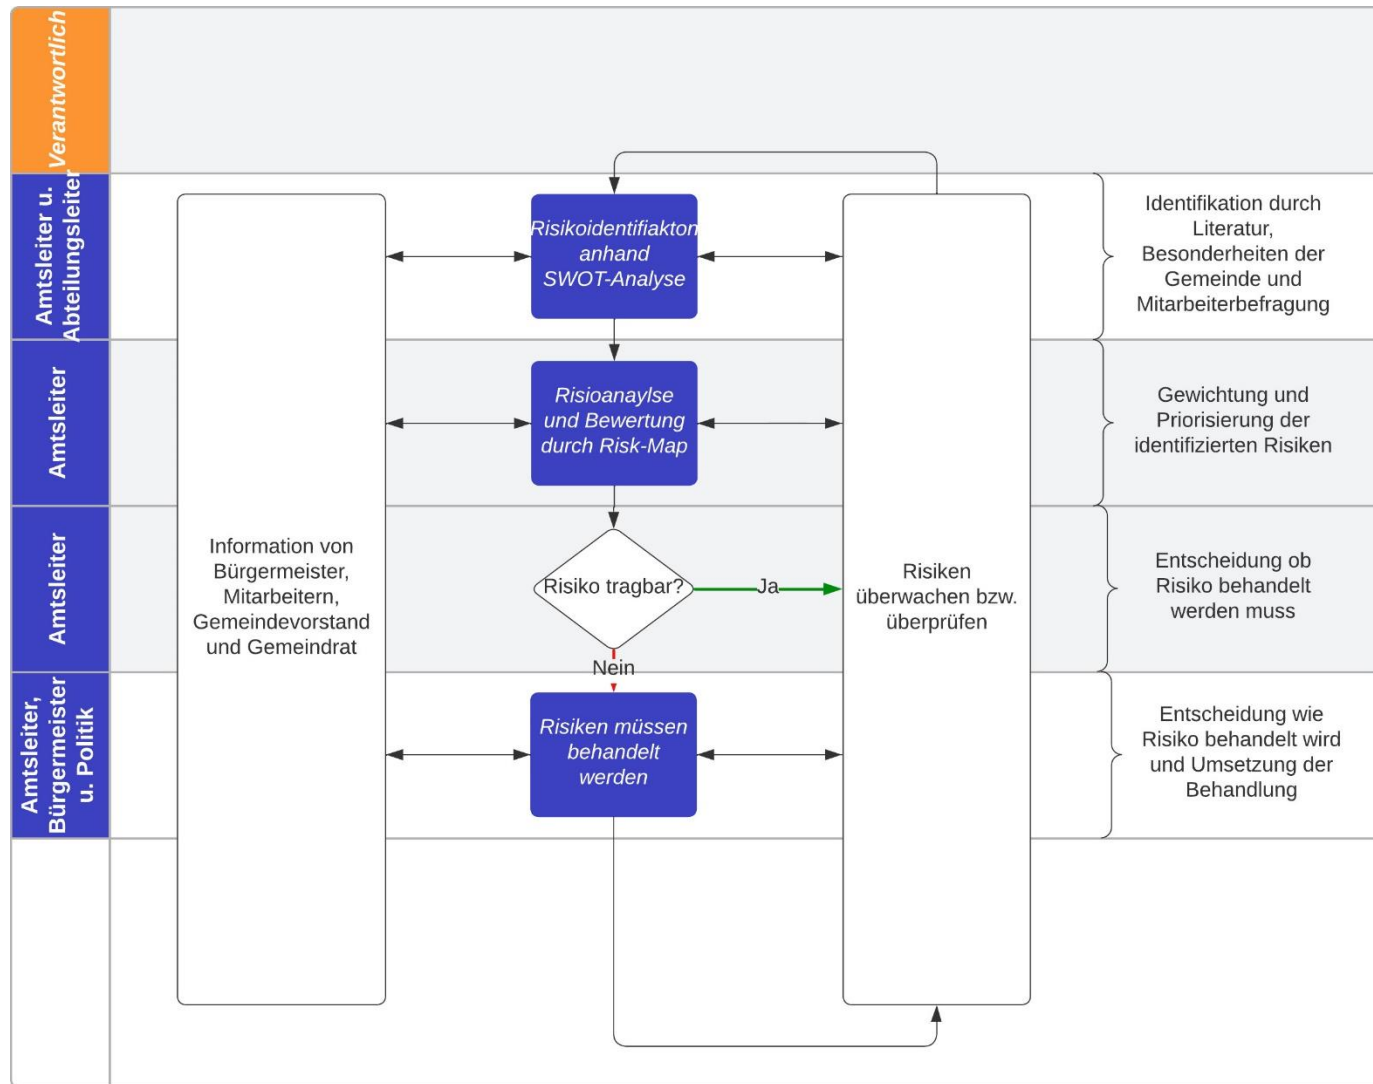 Verantwortlich
Amtsleiter u.
Abteilungsleiter
Risikoidentifiakton
anhand
SWOT-Analyse
Identifikation durch
Literatur,
Besonderheiten der
Gemeinde und
Mitarbeiterbefragung
Amtsleiter
Risioanaylse
und Bewertung
durch Risk-Map
Gewichtung und
Priorisierung der
identifizierten Risiken
Amtsleiter
Information von
Bürgermeister,
Mitarbeitern,
Gemeindevorstand
und Gemeindrat
Risiko tragbar?
Ja
Nein
Risiken
überwachen bzw.
überprüfen
Entscheidung ob
Risiko behandelt
werden muss
Amtsleiter,
Bürgermeister
u. Politik
Risiken müssen
behandelt
werden
Entscheidung wie
Risiko behandelt wird
und Umsetzung der
Behandlung